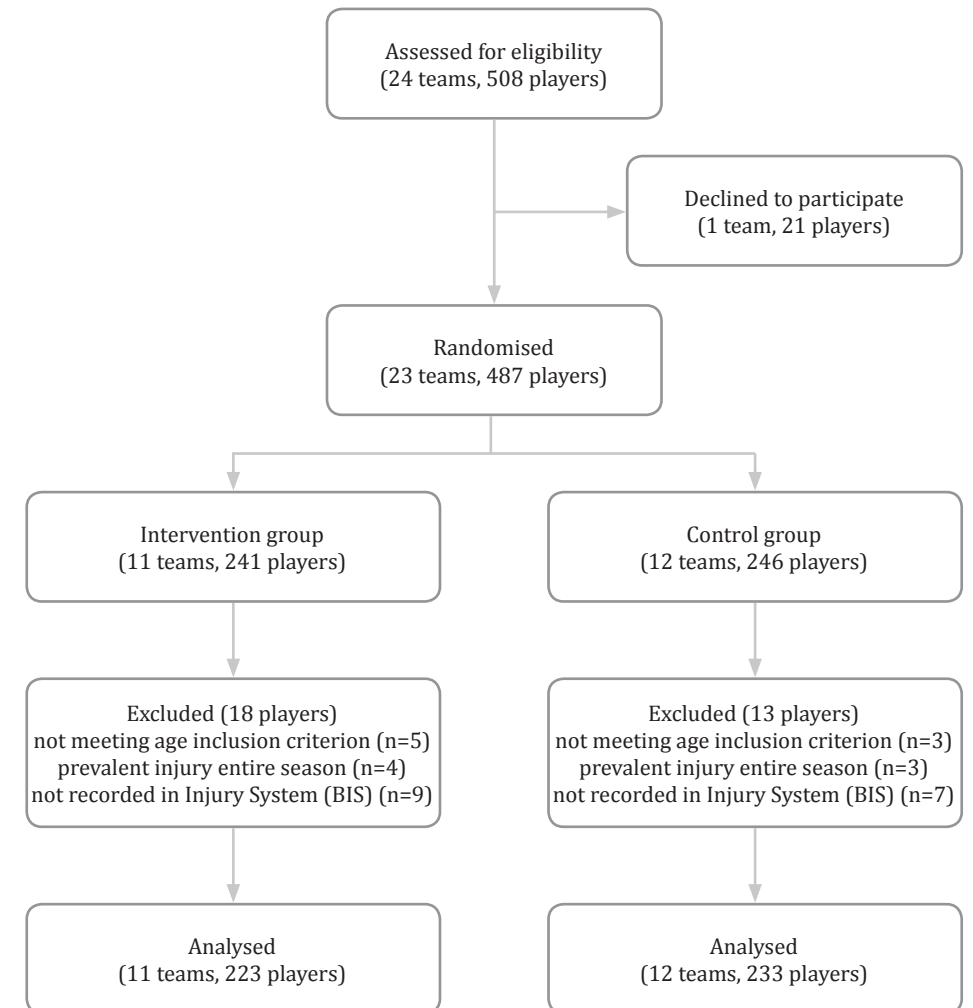 Assessed for eligibility
(24 teams, 508 players)
Declined to participate
(1 team, 21 players)
Randomised
(23 teams, 487 players)
Intervention group
(11 teams, 241 players)
Control group
(12 teams, 246 players)
Excluded (18 players)
not meeting age inclusion criterion (n=5)
prevalent injury entire season (n=4)
not recorded in Injury System (BIS) (n=9)
Excluded (13 players)
not meeting age inclusion criterion (n=3)
prevalent injury entire season (n=3)
not recorded in Injury System (BIS) (n=7)
Analysed
(11 teams, 223 players)
Analysed
(12 teams, 233 players)